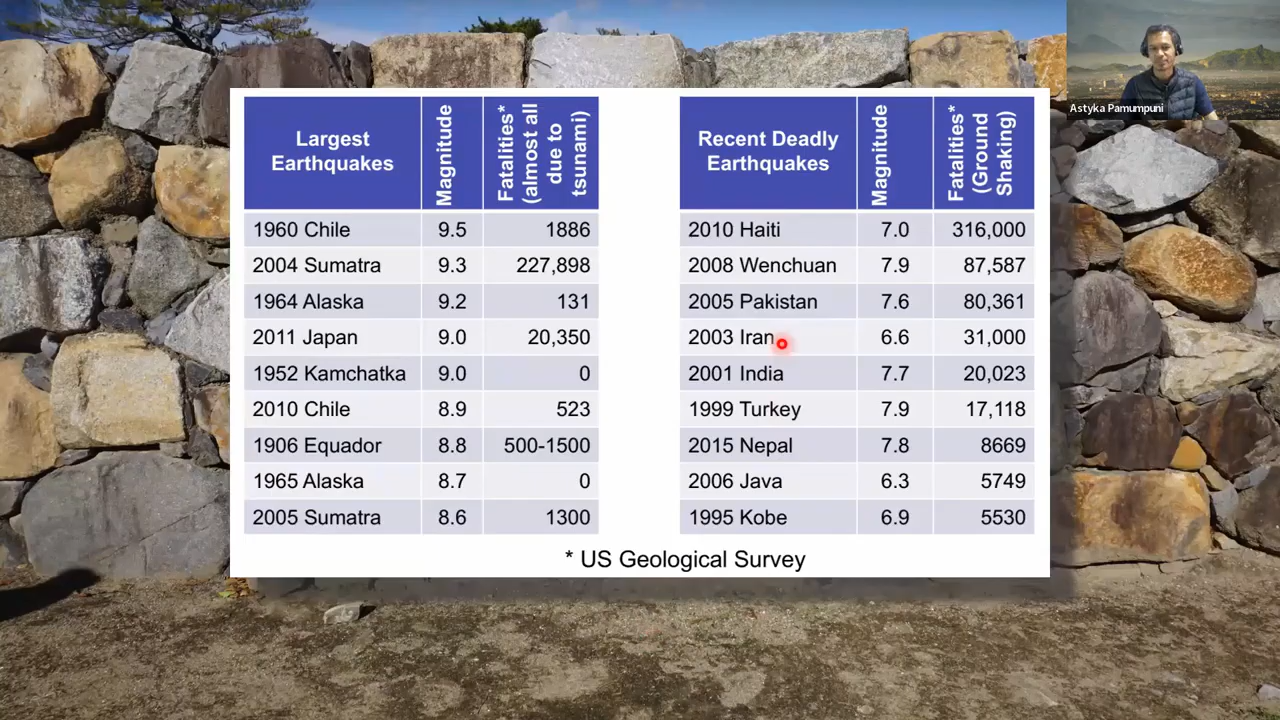 Astyka Pamumpuni
Largest Earthquakes Magnitude Fatalities* (almost all due to tsunami)
1960 Chile 9.5 1886
2004 Sumatra 9.3 227,898
1964 Alaska 9.2 131
2011 Japan 9.0 20,350
1952 Kamchatka 9.0 0
2010 Chile 8.9 523
1906 Equador 8.8 500-1500
1965 Alaska 8.7 0
2005 Sumatra 8.6 1300
Recent Deadly Earthquakes Magnitude Fatalities* (Ground Shaking)
2010 Haiti 7.0 316,000
2008 Wenchuan 7.9 87,587
2005 Pakistan 7.6 80,361
2003 Iran 6.6 31,000
2001 India 7.7 20,023
1999 Turkey 7.9 17,118
2015 Nepal 7.8 8669
2006 Java 6.3 5749
1995 Kobe 6.9 5530
* US Geological Survey